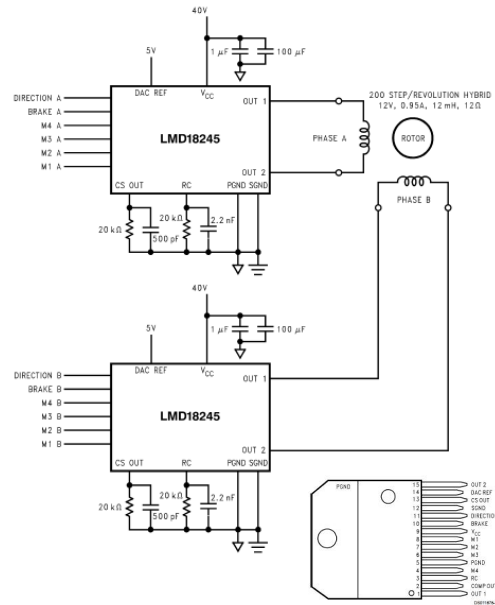 40V
1 µF
100 µF
5V
DAC REF
VCC
OUT 1
DIRECTION A
BRAKE A
M4 A
M3 A
M2 A
M1 A
LMD18245
OUT 2
CS OUT
RC
PGND SGND
20 kΩ
500 pF
20 kΩ
2.2 nF
200 STEP/REVOLUTION HYBRID
12V, 0.95A, 12 mH, 12Ω
PHASE A
ROTOR
PHASE B
40V
1 µF
100 µF
5V
DAC REF
VCC
OUT 1
DIRECTION B
BRAKE B
M4 B
M3 B
M2 B
M1 B
LMD18245
OUT 2
CS OUT
RC
PGND SGND
20 kΩ
500 pF
20 kΩ
2.2 nF
PGND
15 OUT 2
14 DAC REF
13 CS OUT
12 SGND
11 DIRECTIO
10 BRAKE
9 VCC
8 M1
7 M2
6 M3
5 PGND
4 M4
3 RC
2 COMP OUT
1 OUT 1